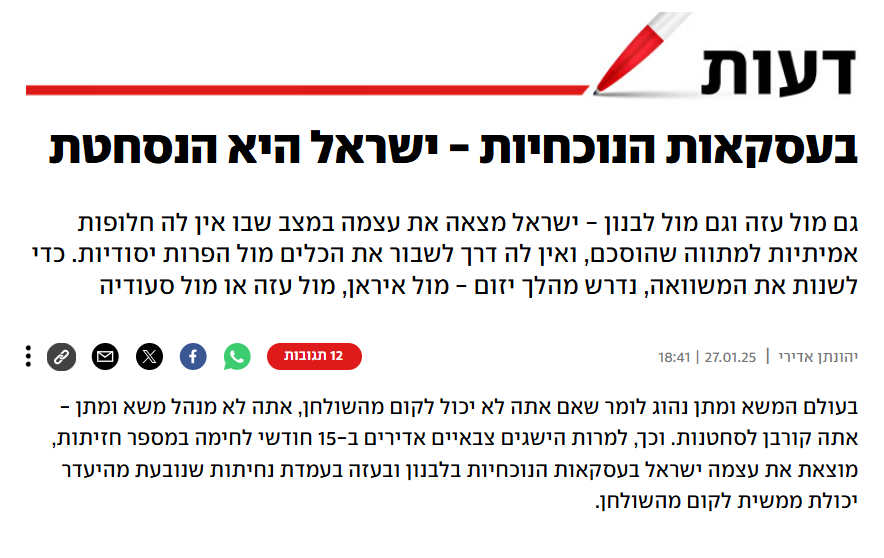 דעות
בעסקאות הנוכחיות - ישראל היא הנסחטת
גם מול עזה וגם מול לבנון - ישראל מצאה את עצמה במצב שבו אין לה חלופות
אמיתיות למתווה שהוסכם, ואין לה דרך לשבור את הכלים מול הפרות יסודיות. כדי
לשנות את המשוואה, נדרש מהלך יזום - מול איראן, מול עזה או מול סעודיה
יהונתן אדירי | 27.01.25 | 18:41
12 תגובות
בעולם המשא ומתן נהוג לומר שאם אתה לא יכול לקום מהשולחן, אתה לא מנהל משא ומתן -
אתה קורבן לסחטנות. וכך, למרות הישגים צבאיים אדירים ב-15 חודשי לחימה במספר חזיתות,
מוצאת את עצמה ישראל בעסקאות הנוכחיות בלבנון ובעזה בעמדת נחיתות שנובעת מהיעדר
יכולת ממשית לקום מהשולחן.